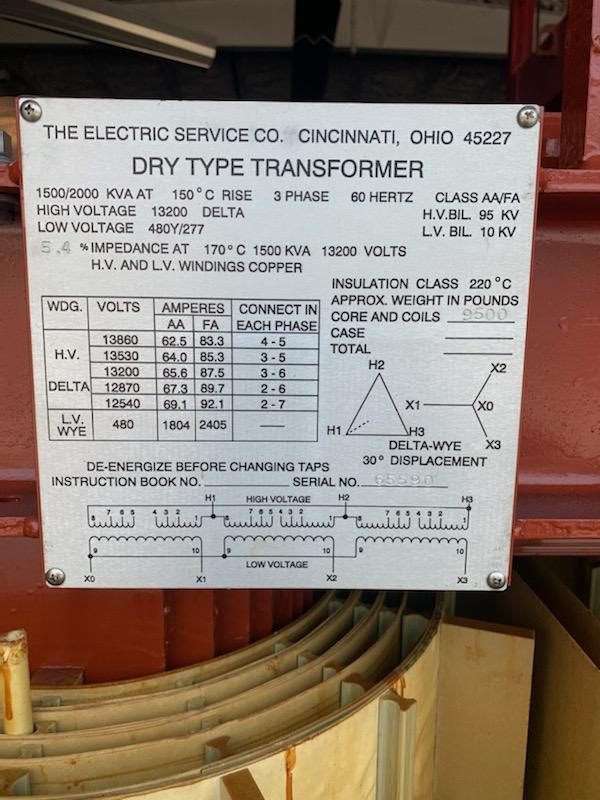 THE ELECTRIC SERVICE CO. CINCINNATI, OHIO 45227
DRY TYPE TRANSFORMER
1500/2000 KVA AT 150°C RISE 3 PHASE 60 HERTZ CLASS AA/FA
HIGH VOLTAGE 13200 DELTA H.V.BIL. 95 KV
LOW VOLTAGE 480Y/277 L.V. BIL. 10 KV
5.4 % IMPEDANCE AT 170°C 1500 KVA 13200 VOLTS
H.V. AND L.V. WINDINGS COPPER
INSULATION CLASS 220°C
APPROX. WEIGHT IN POUNDS
CORE AND COILS 9500
CASE
TOTAL
WDG. VOLTS AMPERES CONNECT IN
AA FA EACH PHASE
13860 62.5 83.3 4-5
H.V. 13530 64.0 85.3 3-5
13200 65.6 87.5 3-6
DELTA 12870 67.3 89.7 2-6
12540 69.1 92.1 2-7
L.V. WYE 480 1804 2405 —
H2 X2
X1 X0
H1 H3 X3
DELTA-WYE
30° DISPLACEMENT
DE-ENERGIZE BEFORE CHANGING TAPS
INSTRUCTION BOOK NO. SERIAL NO. 65590
H1 HIGH VOLTAGE H2 H3
8 7 6 5 4 3 2 1 8 7 6 5 4 3 2 1 8 7 6 5 4 3 2 1
9 10 9 10 9 10
LOW VOLTAGE
X0 X1 X2 X3